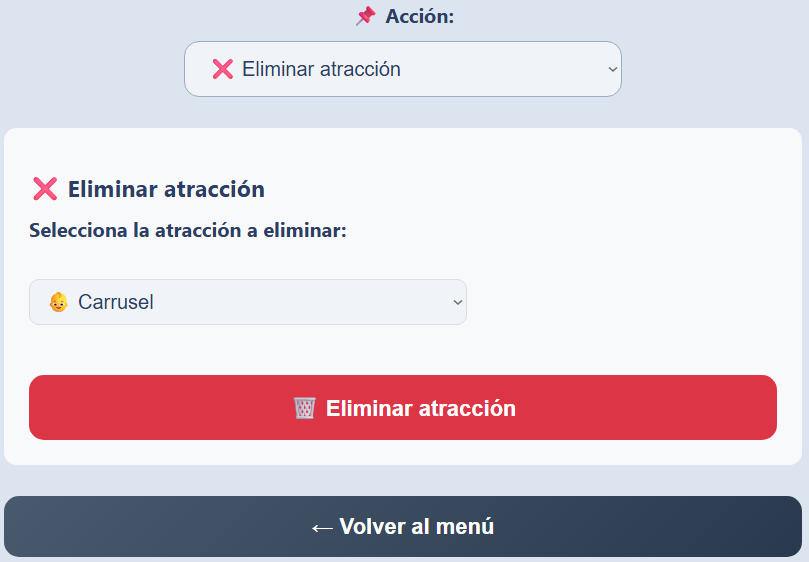 📌 Acción:
❌ Eliminar atracción
❌ Eliminar atracción
Selecciona la atracción a eliminar:
👶 Carrusel
🗑️ Eliminar atracción
← Volver al menú